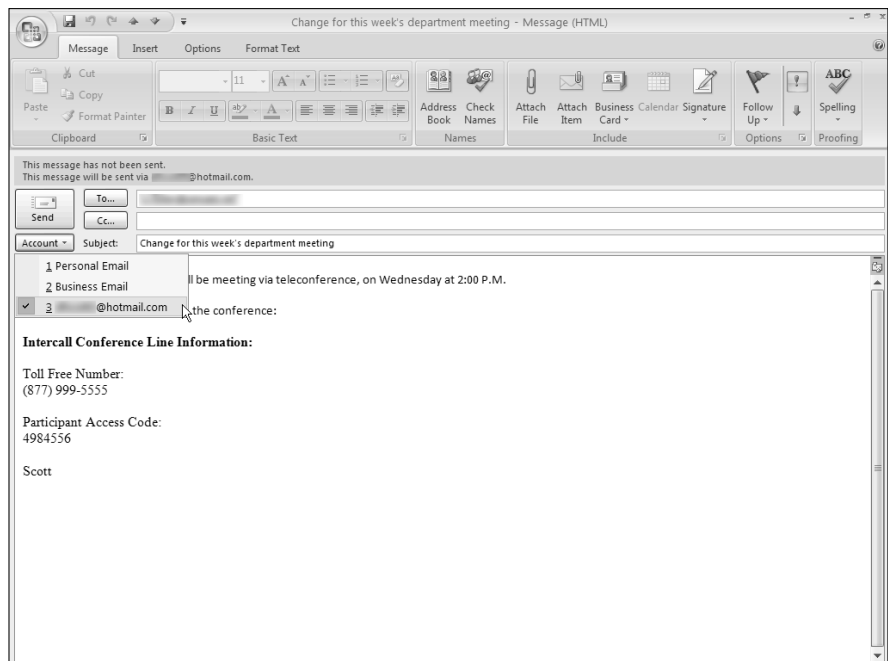 Change for this week's department meeting - Message (HTML)
Message Insert Options Format Text
Cut
Copy
Paste
Format Painter
Clipboard
11
B I U
Basic Text
Address Book
Check Names
Names
Attach File
Attach Item
Business Card
Calendar
Signature
Include
Follow Up
Options
ABC
Spelling
Proofing
This message has not been sent.
This message will be sent via @hotmail.com.
Send
To...
Cc...
Account
Subject: Change for this week's department meeting
1 Personal Email
2 Business Email
3 @hotmail.com
ll be meeting via teleconference, on Wednesday at 2:00 P.M.
the conference:
Intercall Conference Line Information:
Toll Free Number:
(877) 999-5555
Participant Access Code:
4984556
Scott